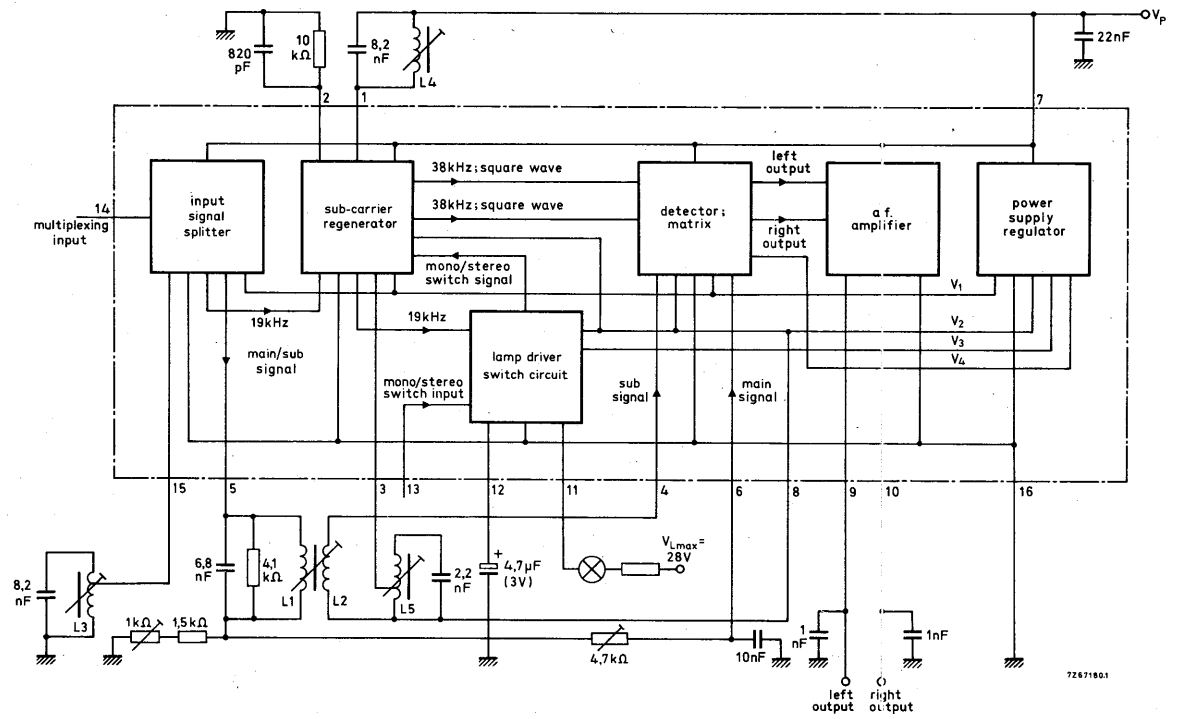 V_P
820 pF
10 kΩ
8,2 nF
L4
22nF
2
1
7
14
multiplexing input
input signal splitter
sub-carrier regenerator
38kHz; square wave
38kHz; square wave
detector; matrix
left output
right output
a.f. amplifier
power supply regulator
mono/stereo switch signal
19kHz
19kHz
V1
V2
V3
V4
main/sub signal
lamp driver switch circuit
mono/stereo switch input
sub signal
main signal
15
5
3
13
12
11
4
6
8
9
10
16
8,2 nF
L3
6,8 nF
4,1 kΩ
L1
L2
L5
2,2 nF
+
4,7µF (3V)
V_Lmax = 28V
1kΩ
1,5kΩ
4,7kΩ
10nF
1 nF
1nF
left output
right output
7Z67180.1